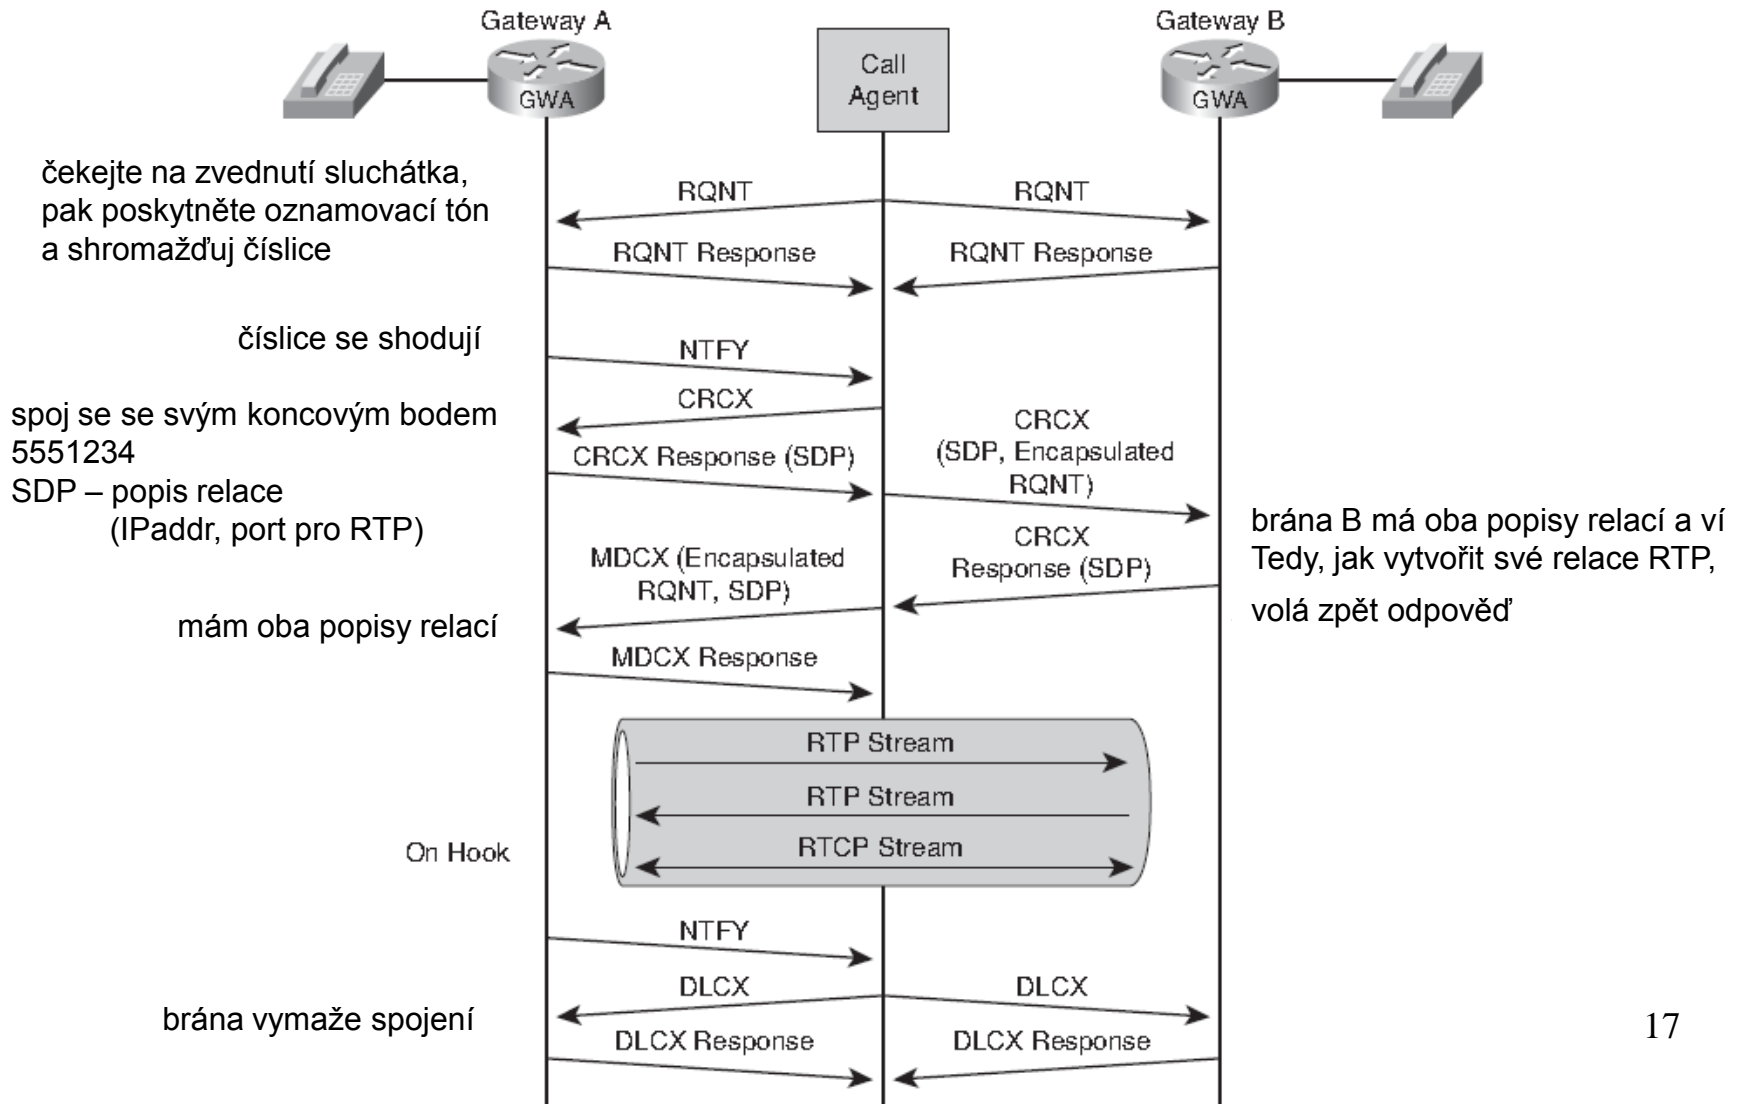 Gateway A
Gateway B
Call
Agent
GWA
GWA
čekejte na zvednutí sluchátka,
pak poskytněte oznamovací tón
a shromažďuj číslice
RQNT
RQNT
RQNT Response
RQNT Response
číslice se shodují
NTFY
spoj se se svým koncovým bodem
5551234
SDP – popis relace
(IPaddr, port pro RTP)
CRCX
CRCX Response (SDP)
CRCX
(SDP, Encapsulated
RQNT)
brána B má oba popisy relací a ví
Tedy, jak vytvořit své relace RTP,
volá zpět odpověď
CRCX
Response (SDP)
MDCX (Encapsulated
RQNT, SDP)
mám oba popisy relací
MDCX Response
RTP Stream
RTP Stream
RTCP Stream
On Hook
NTFY
DLCX
DLCX
brána vymaže spojení
DLCX Response
DLCX Response
17